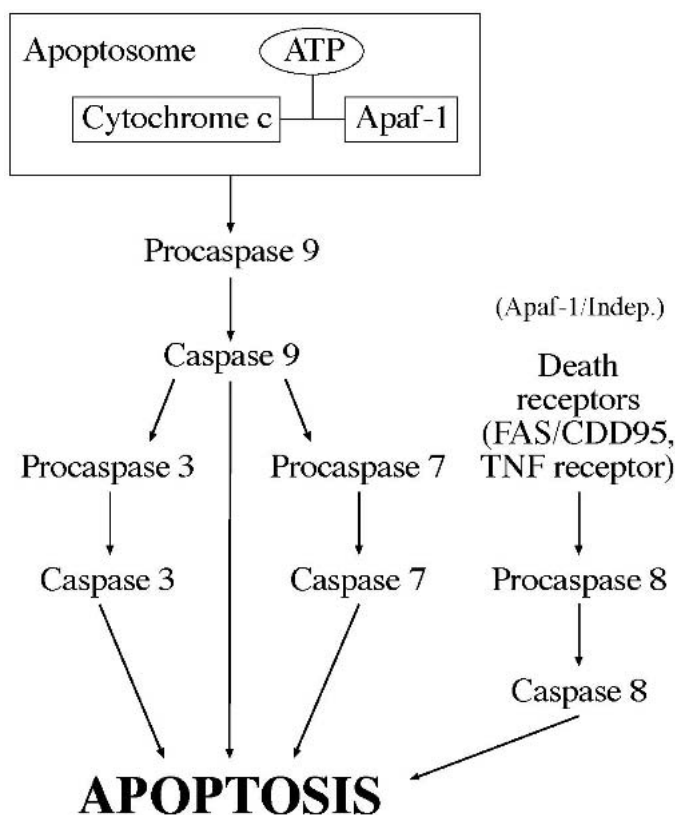 Apoptosome
ATP
Cytochrome c
Apaf-1
Procaspase 9
Caspase 9
Procaspase 3
Procaspase 7
Caspase 3
Caspase 7
(Apaf-1/Indep.)
Death
receptors
(FAS/CDD95,
TNF receptor)
Procaspase 8
Caspase 8
APOPTOSIS